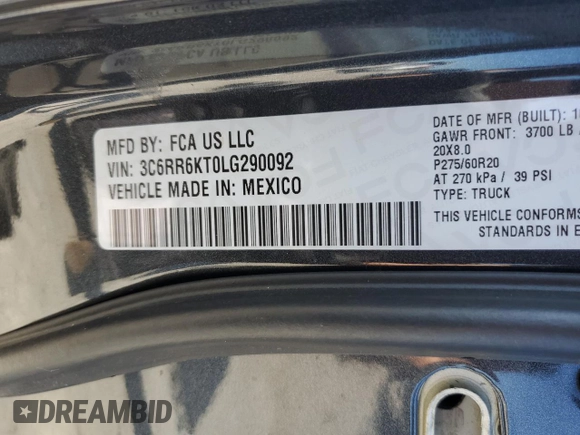 MFD BY: FCA US LLC
VIN: 3C6RR6KT0LG290092
VEHICLE MADE IN: MEXICO
DATE OF MFR (BUILT):
GAWR FRONT: 3700 LB
20X8.0
P275/60R20
AT 270 kPa / 39 PSI
TYPE: TRUCK
THIS VEHICLE CONFORMS
STANDARDS IN
DREAMBID